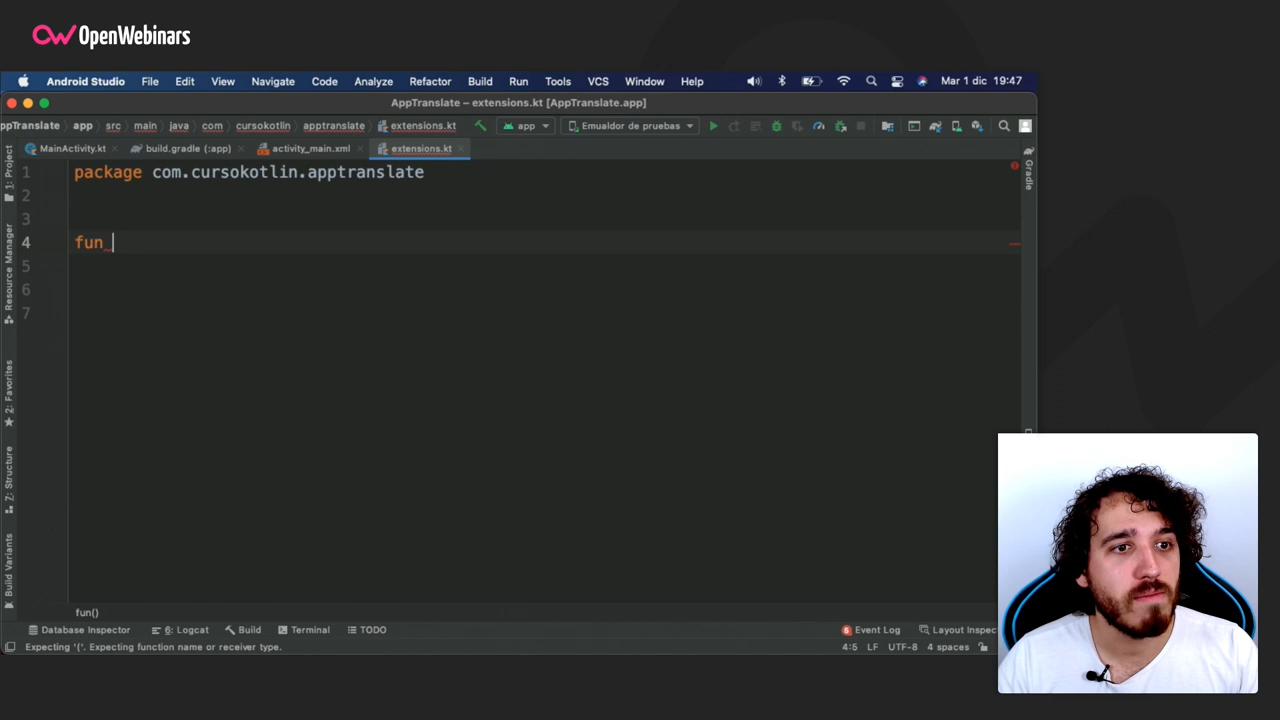 OpenWebinars
Android Studio File Edit View Navigate Code Analyze Refactor Build Run Tools VCS Window Help Mar 1 dic 19:47
AppTranslate – extensions.kt [AppTranslate.app]
ppTranslate app src main java com cursokotlin apptranslate extensions.kt app Emualdor de pruebas
MainActivity.kt build.gradle (:app) activity_main.xml extensions.kt
1 package com.cursokotlin.apptranslate
2
3
4 fun
5
6
7
1: Project
Resource Manager
2: Favorites
7: Structure
Build Variants
Gradle
fun()
Database Inspector 6: Logcat Build Terminal TODO 6 Event Log Layout Inspec
Expecting '('. Expecting function name or receiver type. 4:5 LF UTF-8 4 spaces